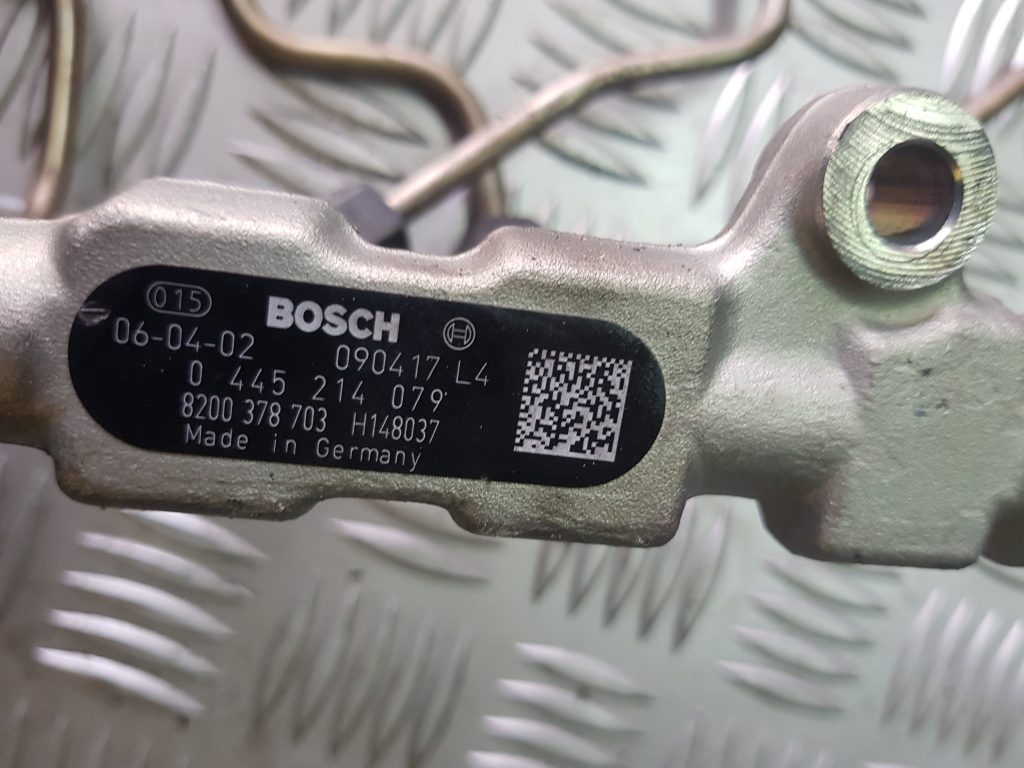 015
BOSCH
06-04-02 090417 L4
0 445 214 079
8200 378 703 H148037
Made in Germany